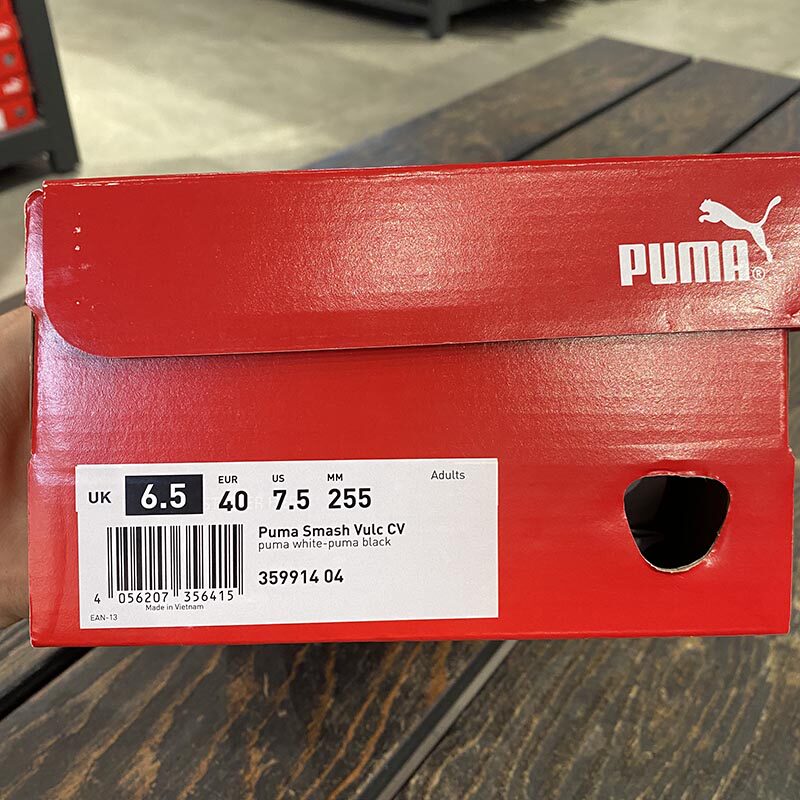 PUMA®
UK 6.5 EUR 40 US 7.5 MM 255 Adults
Puma Smash Vulc CV
puma white-puma black
359914 04
4 056207 356415
Made in Vietnam
EAN-13